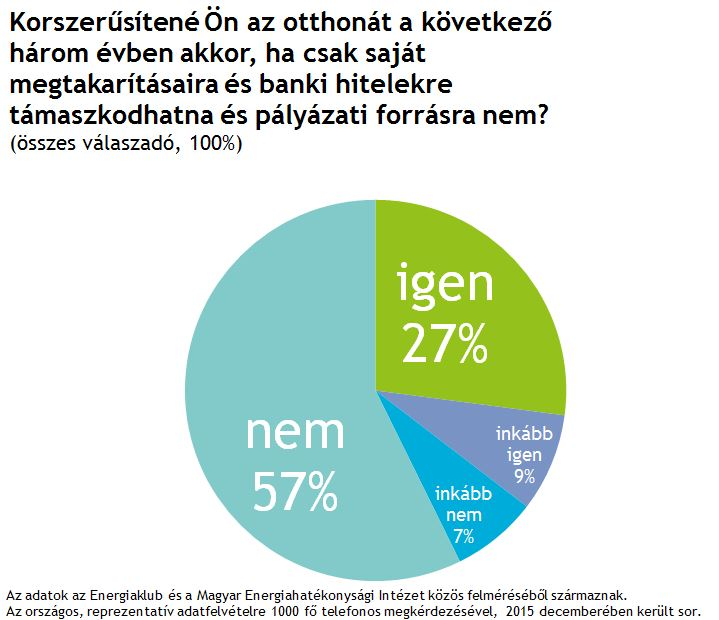 Korszerűsítené Ön az otthonát a következő
három évben akkor, ha csak saját
megtakarításaira és banki hitelekre
támaszkodhatna és pályázati forrásra nem?
(összes válaszadó, 100%)
igen
27%
inkább
igen
9%
inkább
nem
7%
nem
57%
Az adatok az Energiaklub és a Magyar Energiahatékonysági Intézet közös felméréséből származnak.
Az országos, reprezentatív adatfelvételre 1000 fő telefonos megkérdezésével, 2015 decemberében került sor.